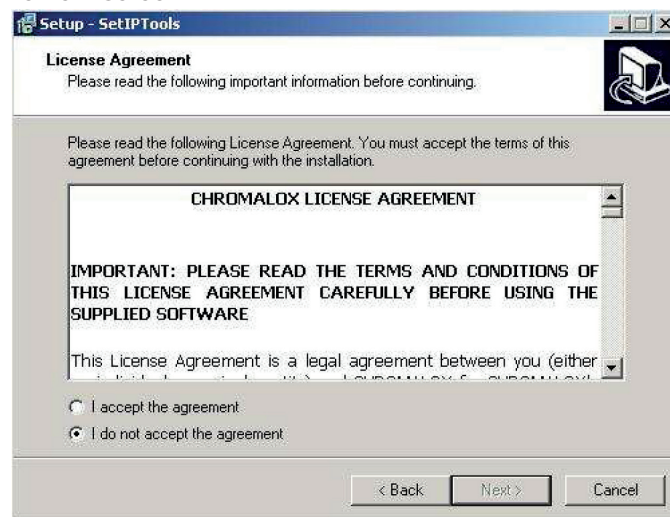 Setup - SetIPTools
License Agreement
Please read the following important information before continuing.
Please read the following License Agreement. You must accept the terms of this
agreement before continuing with the installation.
CHROMALOX LICENSE AGREEMENT
IMPORTANT: PLEASE READ THE TERMS AND CONDITIONS OF
THIS LICENSE AGREEMENT CAREFULLY BEFORE USING THE
SUPPLIED SOFTWARE
This License Agreement is a legal agreement between you (either
I accept the agreement
I do not accept the agreement
< Back
Next >
Cancel